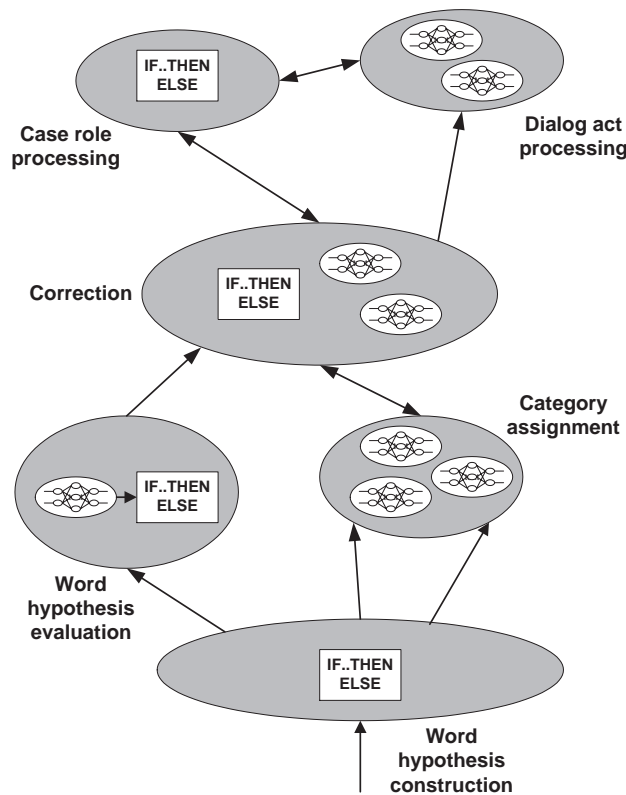 IF..THEN
ELSE
Case role
processing
Dialog act
processing
Correction
IF..THEN
ELSE
Category
assignment
IF..THEN
ELSE
Word
hypothesis
evaluation
IF..THEN
ELSE
Word
hypothesis
construction